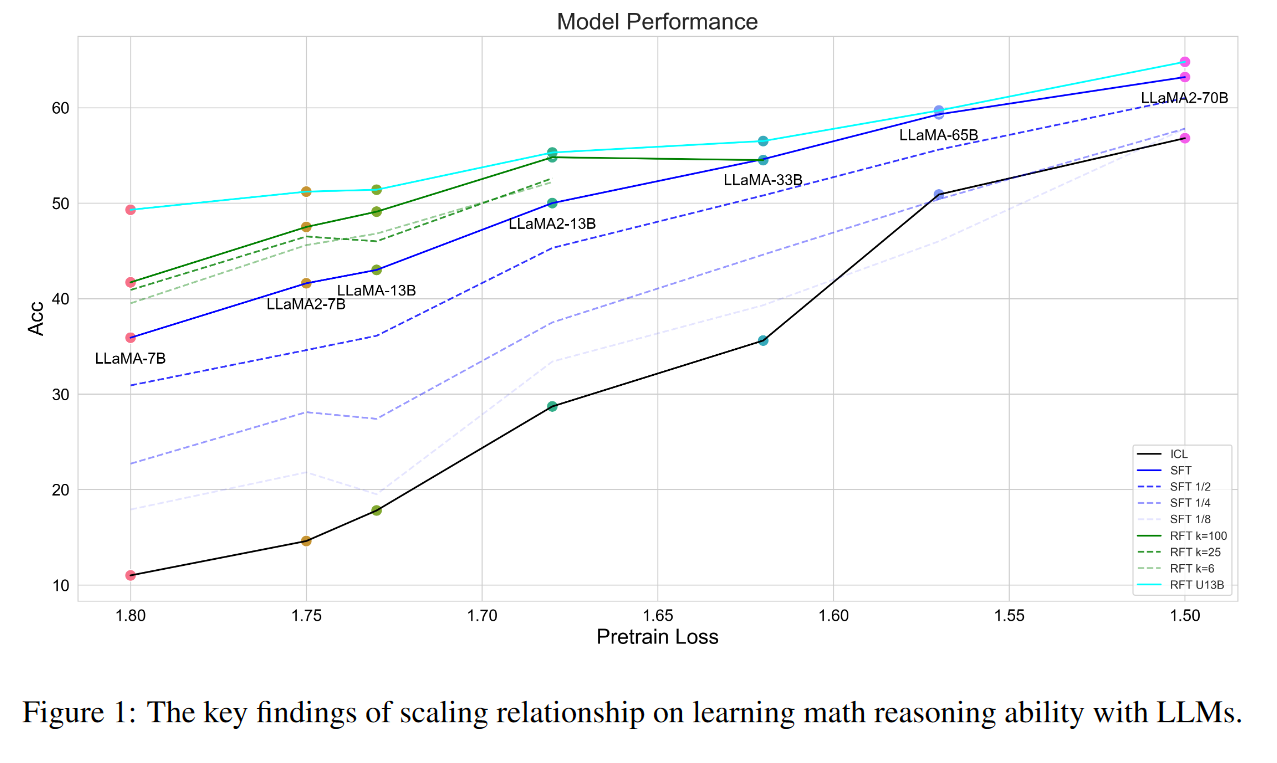 Model Performance
Acc
60
50
40
30
20
10
LLaMA2-70B
LLaMA-65B
LLaMA-33B
LLaMA2-13B
LLaMA-13B
LLaMA2-7B
LLaMA-7B
ICL
SFT
SFT 1/2
SFT 1/4
SFT 1/8
RFT k=100
RFT k=25
RFT k=6
RFT U13B
1.80 1.75 1.70 1.65 1.60 1.55 1.50
Pretrain Loss
Figure 1: The key findings of scaling relationship on learning math reasoning ability with LLMs.